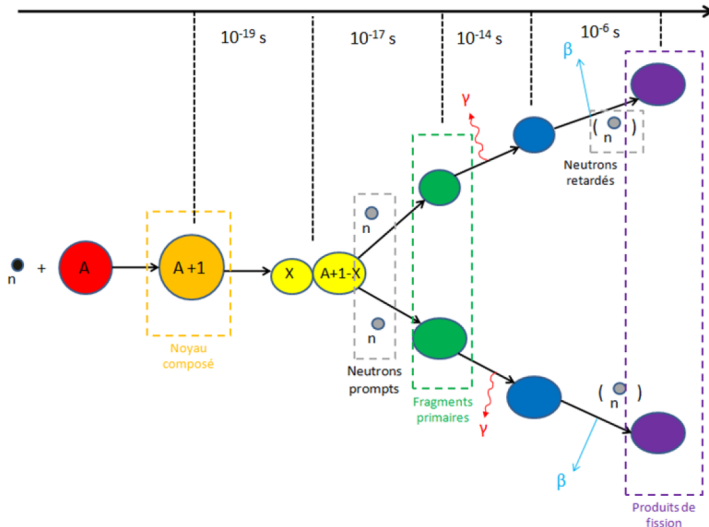 10⁻¹⁹ s
10⁻¹⁷ s
10⁻¹⁴ s
10⁻⁶ s
β
γ
( n )
Neutrons
retardés
n
n + A
A +1
X
A+1-X
Noyau
composé
n
Neutrons
prompts
Fragments
primaires
γ
( n )
β
Produits de
fission